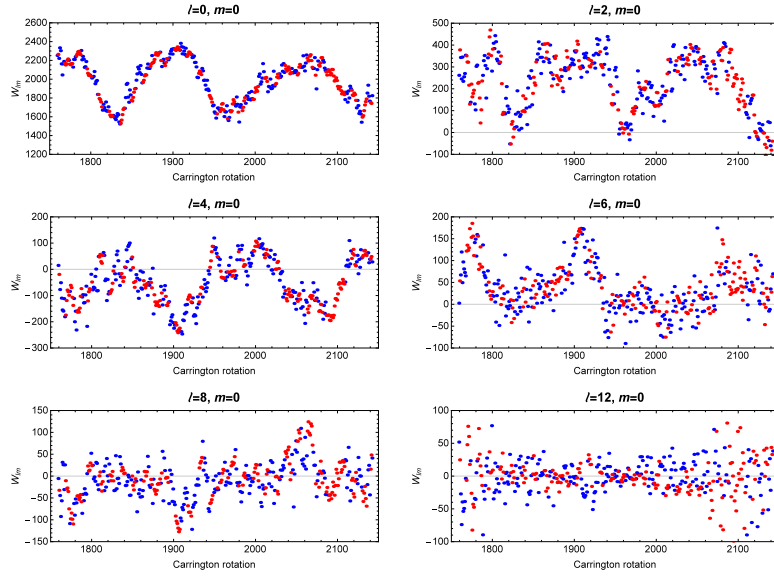 l=0, m=0
2600
2400
2200
2000
1800
1600
1400
1200
W_lm
1800 1900 2000 2100
Carrington rotation
l=2, m=0
500
400
300
200
100
0
−100
W_lm
1800 1900 2000 2100
Carrington rotation
l=4, m=0
200
100
0
−100
−200
−300
W_lm
1800 1900 2000 2100
Carrington rotation
l=6, m=0
200
150
100
50
0
−50
−100
W_lm
1800 1900 2000 2100
Carrington rotation
l=8, m=0
150
100
50
0
−50
−100
−150
W_lm
1800 1900 2000 2100
Carrington rotation
l=12, m=0
100
50
0
−50
−100
W_lm
1800 1900 2000 2100
Carrington rotation